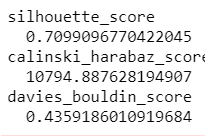 silhouette_score
0.7099096770422045
calinski_harabaz_score
10794.887628194907
davies_bouldin_score
0.4359186010919684